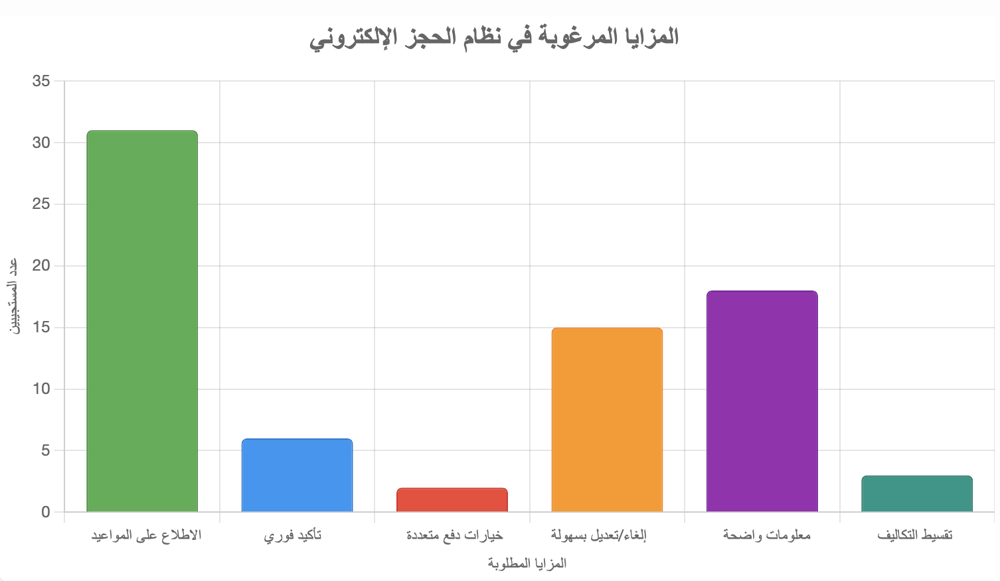 المزايا المرغوبة في نظام الحجز الإلكتروني
عدد المستجيبين
35
30
25
20
15
10
5
0
الاطلاع على المواعيد
تأكيد فوري
خيارات دفع متعددة
إلغاء/تعديل بسهولة
معلومات واضحة
تقسيط التكاليف
المزايا المطلوبة